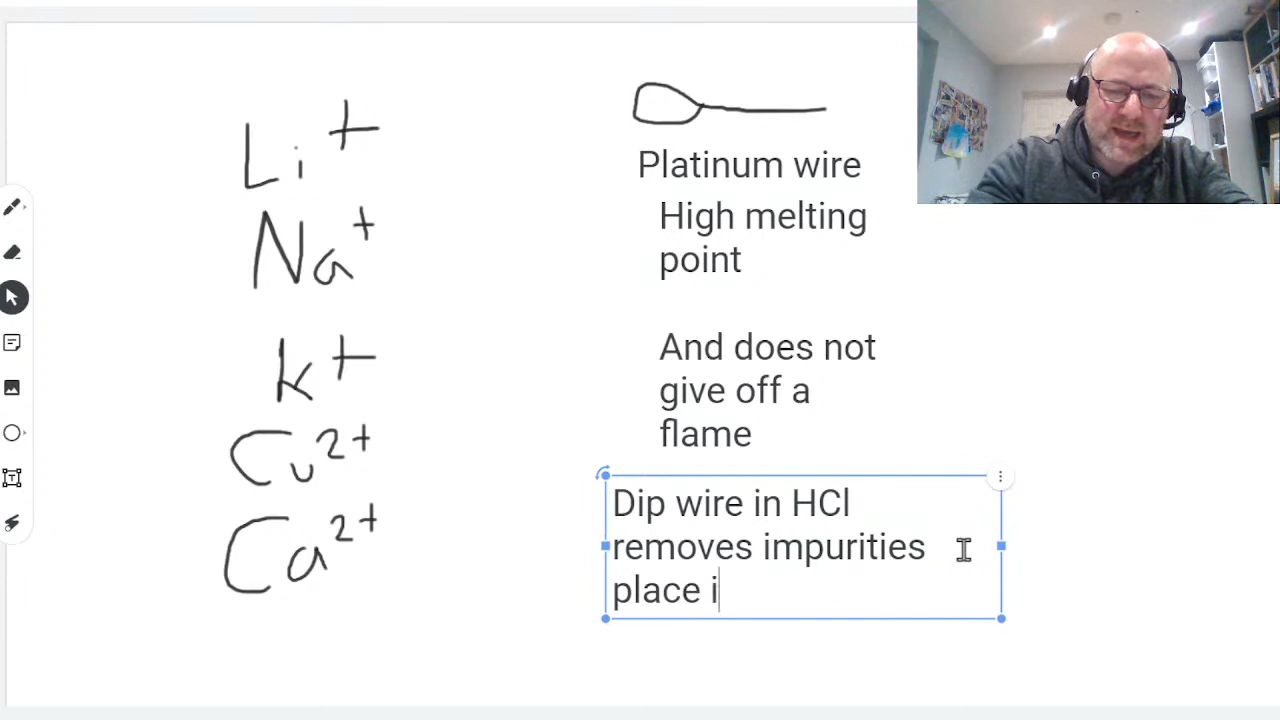 Li+
Na+
K+
Cu2+
Ca2+
Platinum wire
High melting
point
And does not
give off a
flame
Dip wire in HCl
removes impurities
place i